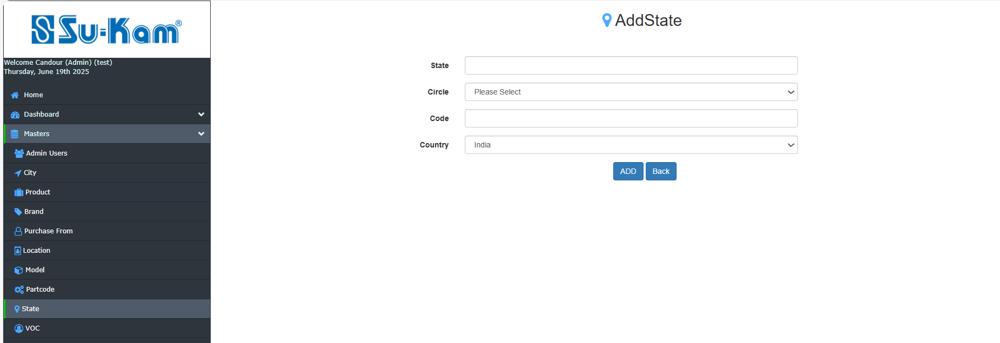 Su-Kam®
Welcome Candour (Admin) (test)
Thursday, June 19th 2025
Home
Dashboard
Masters
Admin Users
City
Product
Brand
Purchase From
Location
Model
Partcode
State
VOC
AddState
State
Circle Please Select
Code
Country India
ADD Back